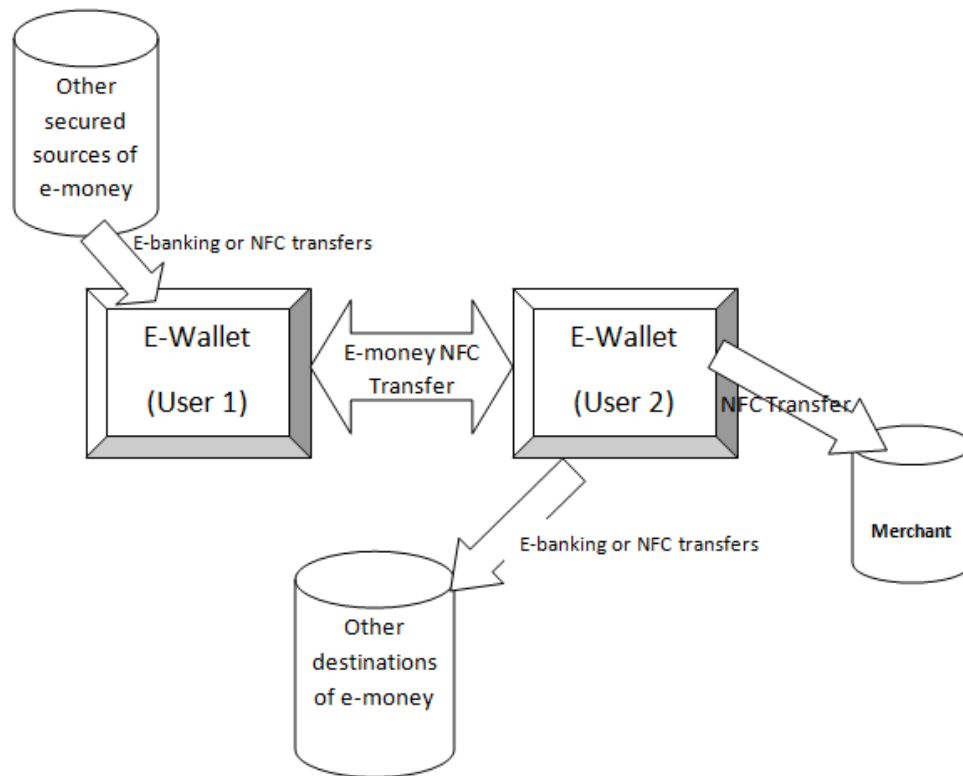 Other
secured
sources of
e-money
E-banking or NFC transfers
E-Wallet
(User 1)
E-money NFC
Transfer
E-Wallet
(User 2)
NFC Transfer
Merchant
E-banking or NFC transfers
Other
destinations
of e-money